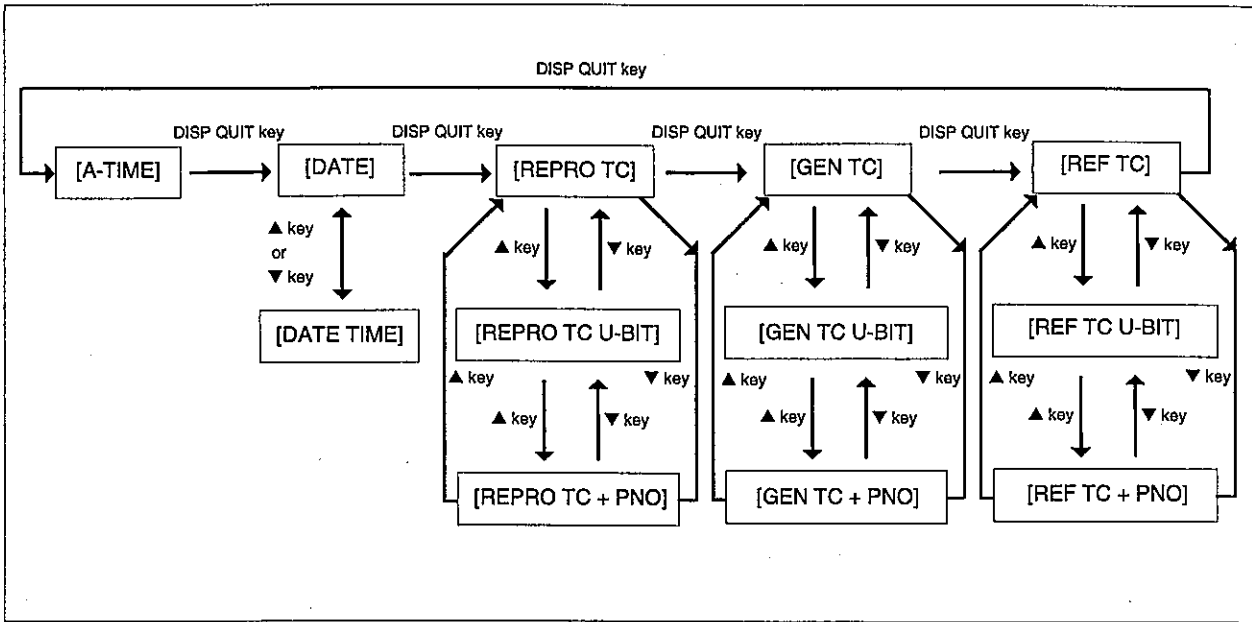 DISP QUIT key
DISP QUIT key DISP QUIT key DISP QUIT key DISP QUIT key
[A-TIME] [DATE] [REPRO TC] [GEN TC] [REF TC]
▲ key
or
▼ key
▲ key ▼ key ▲ key ▼ key ▲ key ▼ key
[DATE TIME] [REPRO TC U-BIT] [GEN TC U-BIT] [REF TC U-BIT]
▲ key ▼ key ▲ key ▼ key ▲ key ▼ key
▲ key ▼ key ▲ key ▼ key ▲ key ▼ key
[REPRO TC + PNO] [GEN TC + PNO] [REF TC + PNO]